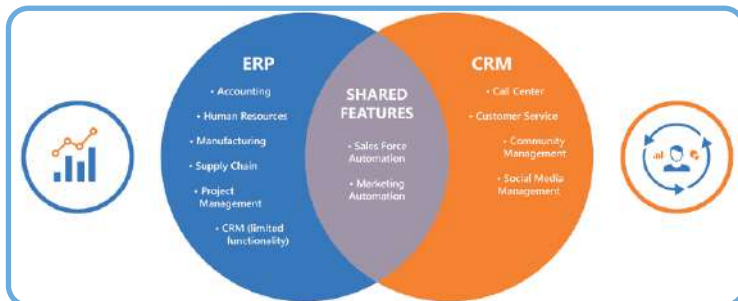 ERP
• Accounting
• Human Resources
• Manufacturing
• Supply Chain
• Project
Management
• CRM (limited
functionality)
SHARED
FEATURES
• Sales Force
Automation
• Marketing
Automation
CRM
• Call Center
• Customer Service
• Community
Management
• Social Media
Management